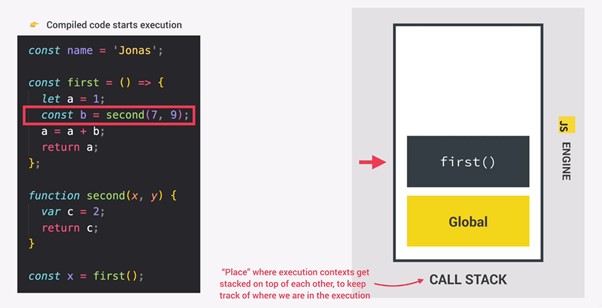 👉 Compiled code starts execution
const name = 'Jonas';
const first = () => {
let a = 1;
const b = second(7, 9);
a = a + b;
return a;
};
function second(x, y) {
var c = 2;
return c;
}
const x = first();
first()
Global
JS
ENGINE
CALL STACK
"Place" where execution contexts get
stacked on top of each other, to keep
track of where we are in the execution